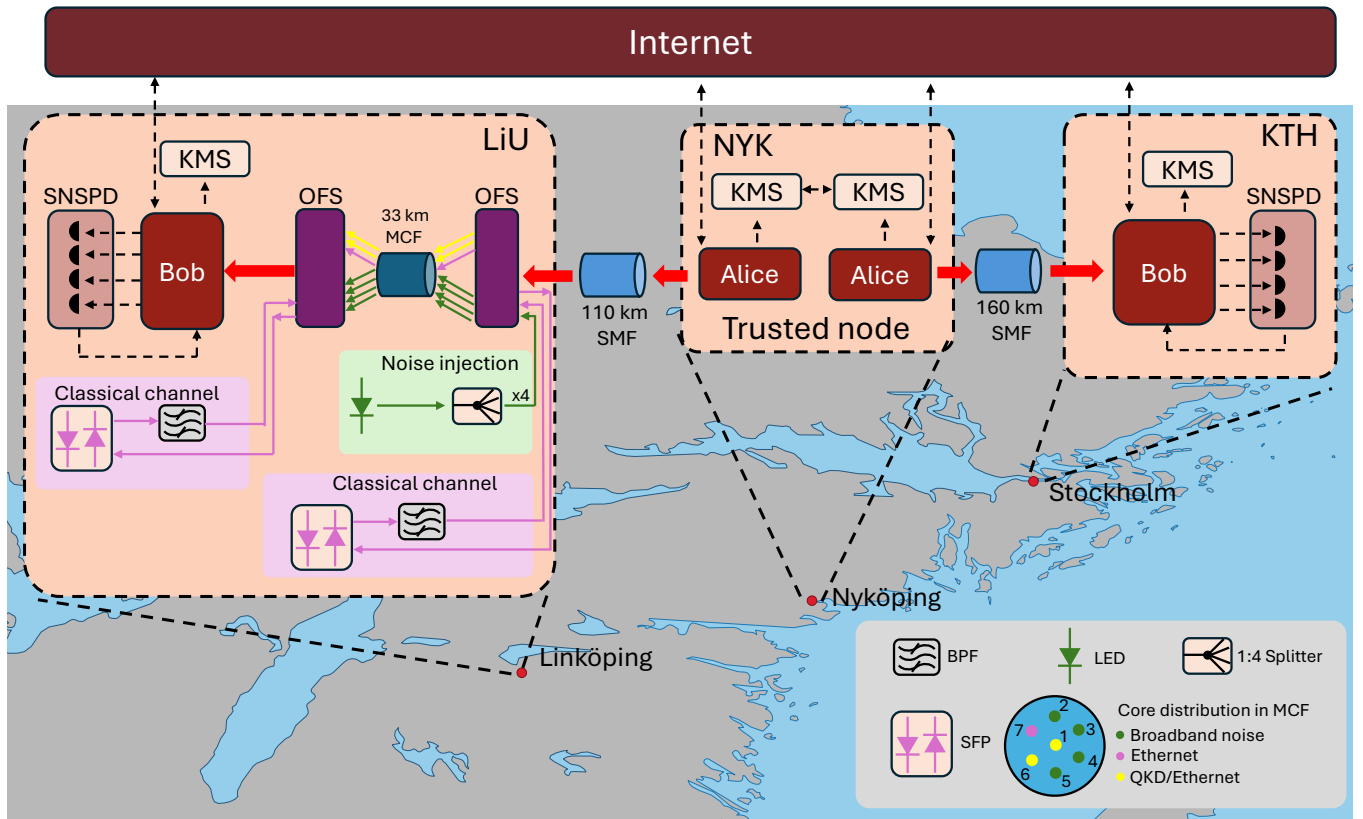 Internet
LiU
KMS
SNSPD
Bob
OFS
33 km
MCF
OFS
Noise injection
x4
Classical channel
Classical channel
110 km
SMF
NYK
KMS
KMS
Alice
Alice
Trusted node
160 km
SMF
KTH
KMS
SNSPD
Bob
Stockholm
Nyköping
Linköping
BPF
LED
1:4 Splitter
SFP
Core distribution in MCF
Broadband noise
Ethernet
QKD/Ethernet
1
2
3
4
5
6
7